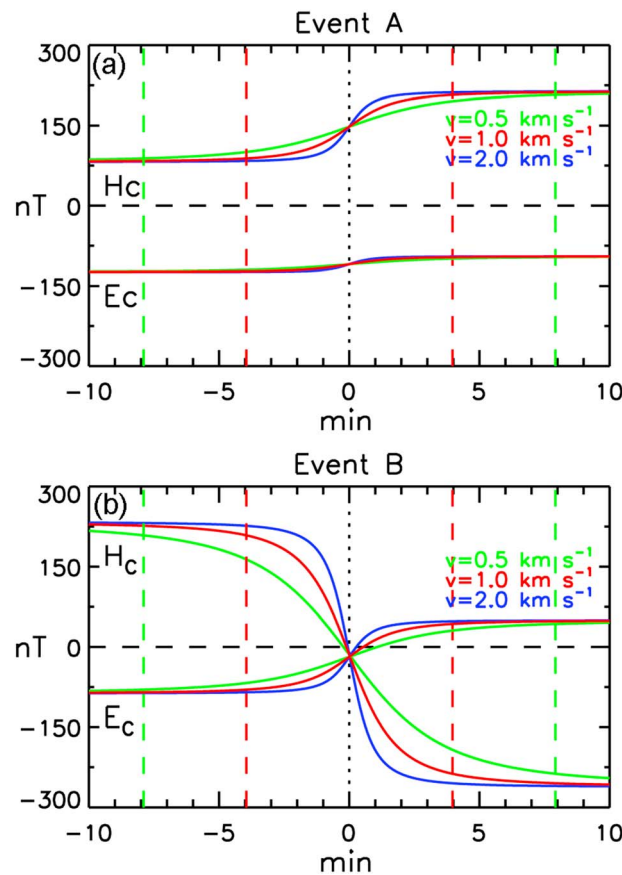 Event A
(a)
300
150
0
-150
-300
nT
Hc
Ec
v=0.5 km s⁻¹
v=1.0 km s⁻¹
v=2.0 km s⁻¹
-10 -5 0 5 10
min
Event B
(b)
300
150
0
-150
-300
nT
Hc
Ec
v=0.5 km s⁻¹
v=1.0 km s⁻¹
v=2.0 km s⁻¹
-10 -5 0 5 10
min